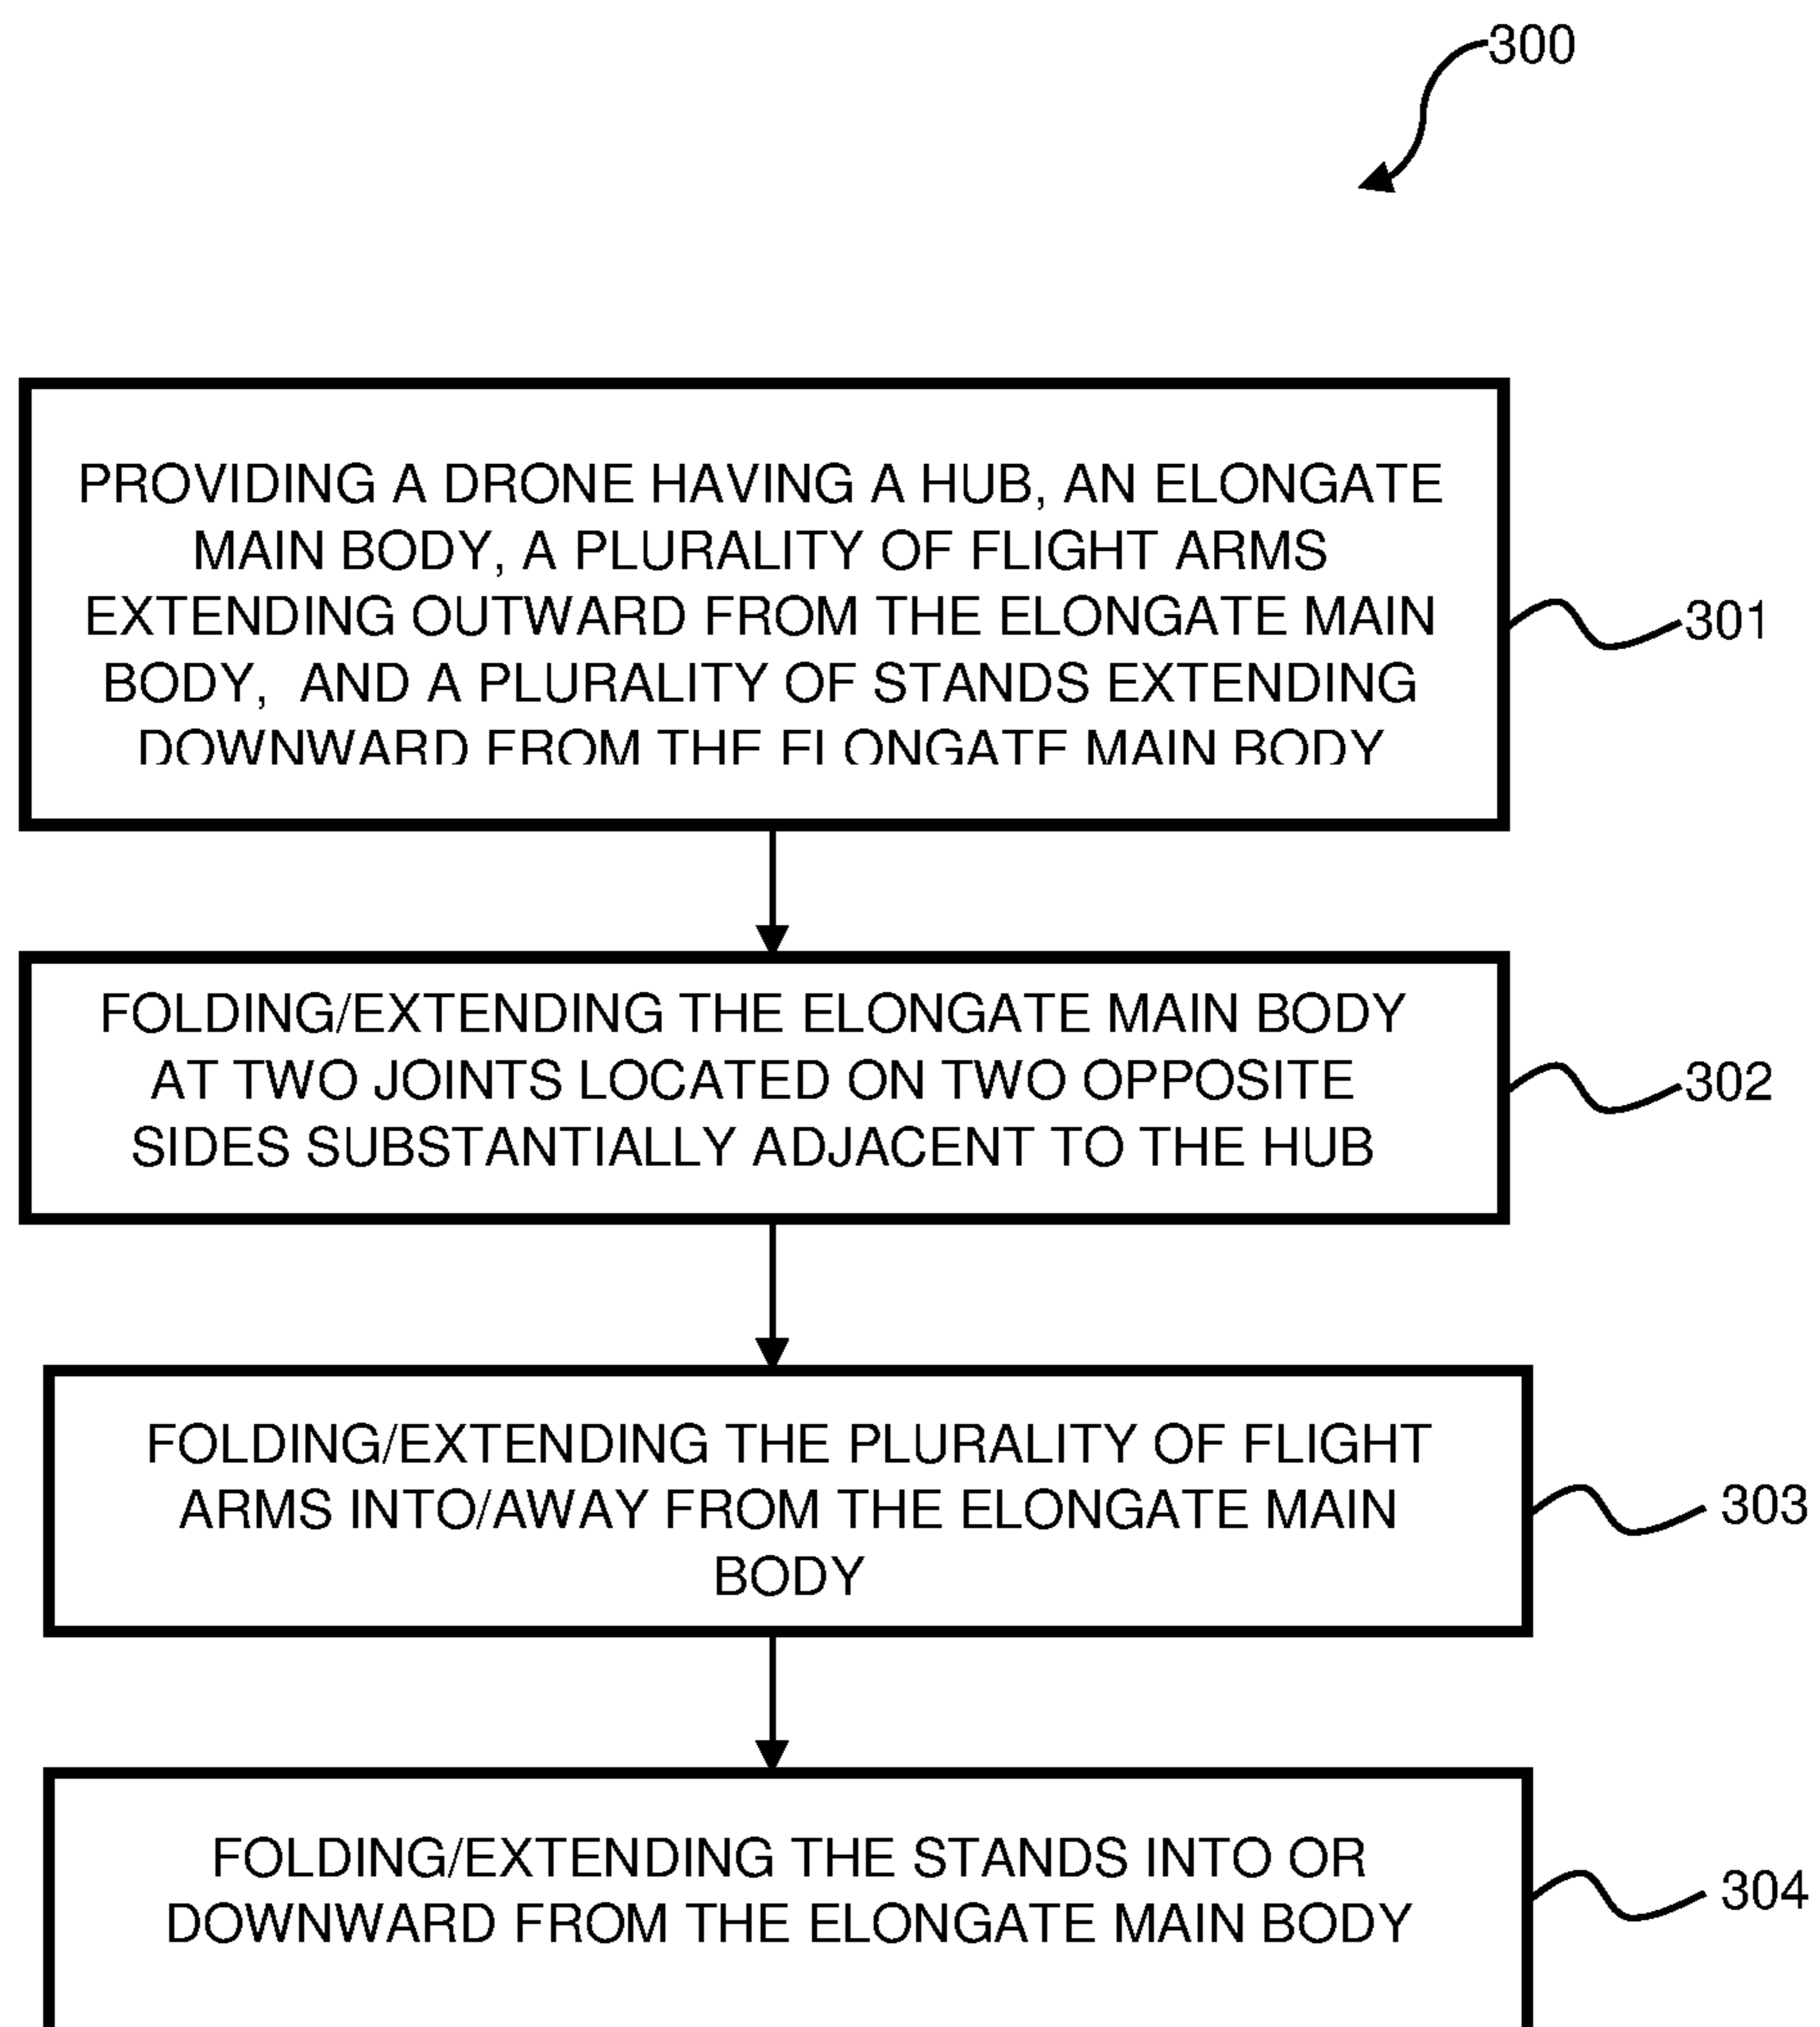 300
PROVIDING A DRONE HAVING A HUB, AN ELONGATE
MAIN BODY, A PLURALITY OF FLIGHT ARMS
EXTENDING OUTWARD FROM THE ELONGATE MAIN
BODY, AND A PLURALITY OF STANDS EXTENDING
DOWNWARD FROM THE ELONGATE MAIN BODY
301
FOLDING/EXTENDING THE ELONGATE MAIN BODY
AT TWO JOINTS LOCATED ON TWO OPPOSITE
SIDES SUBSTANTIALLY ADJACENT TO THE HUB
302
FOLDING/EXTENDING THE PLURALITY OF FLIGHT
ARMS INTO/AWAY FROM THE ELONGATE MAIN
BODY
303
FOLDING/EXTENDING THE STANDS INTO OR
DOWNWARD FROM THE ELONGATE MAIN BODY
304